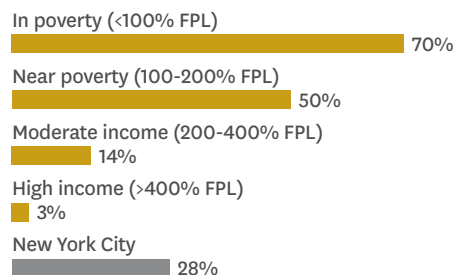 In poverty (<100% FPL)
70%
Near poverty (100-200% FPL)
50%
Moderate income (200-400% FPL)
14%
High income (>400% FPL)
3%
New York City
28%